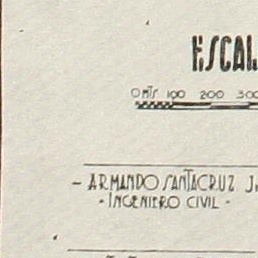 ESCAL
0 MTS 100 200 300
- ARMANDO SANTACRUZ J
- INGENIERO CIVIL -